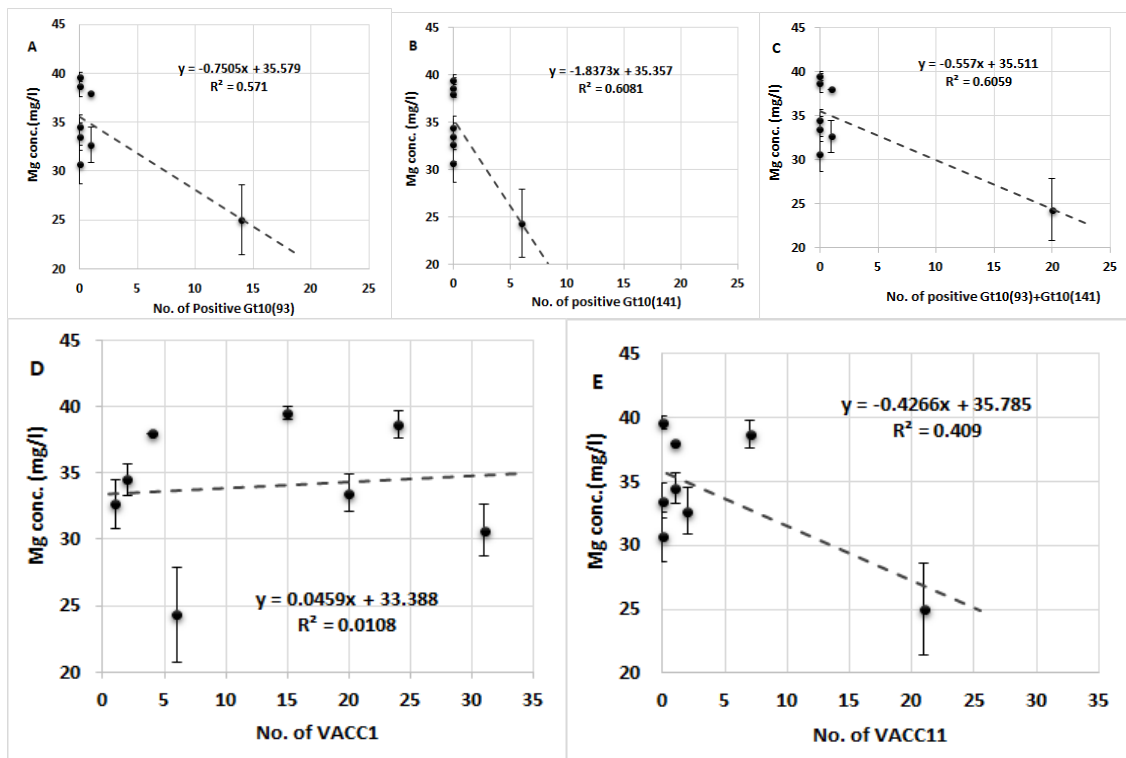 A
y = -0.7505x + 35.579
R² = 0.571
Mg conc.(mg/l)
45
40
35
30
25
20
0 5 10 15 20 25
No. of Positive Gt10(93)
B
y = -1.8373x + 35.357
R² = 0.6081
Mg conc.(mg/l)
45
40
35
30
25
20
0 5 10 15 20 25
No. of positive Gt10(141)
C
y = -0.557x + 35.511
R² = 0.6059
Mg conc.(mg/l)
45
40
35
30
25
20
0 5 10 15 20 25
No. of positive Gt10(93)+Gt10(141)
D
Mg conc. (mg/l)
45
40
35
30
25
20
y = 0.0459x + 33.388
R² = 0.0108
0 5 10 15 20 25 30 35
No. of VACC1
E
y = -0.4266x + 35.785
R² = 0.409
Mg conc.(mg/l)
45
40
35
30
25
20
0 5 10 15 20 25 30 35
No. of VACC11